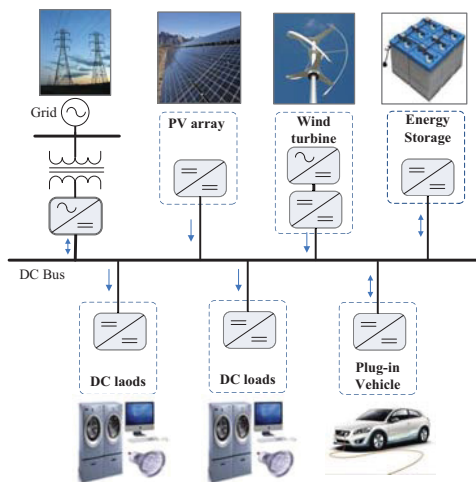 Grid
PV array
Wind
turbine
Energy
Storage
DC Bus
DC laods
DC loads
Plug-in
Vehicle